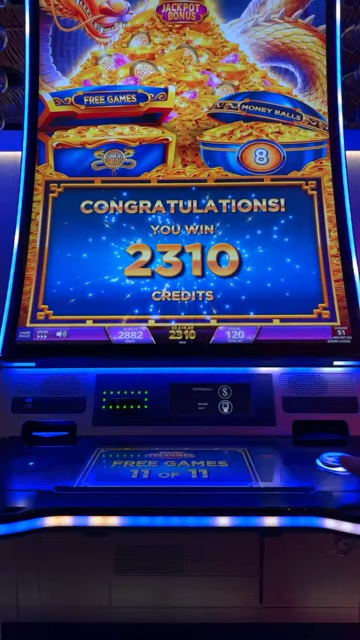 JACKPOT
BONUS
FREE GAMES
MONEY BALLS
8
CONGRATULATIONS!
YOU WIN
2310
CREDITS
2882
2310
120
$1
FREE GAMES
11 OF 11